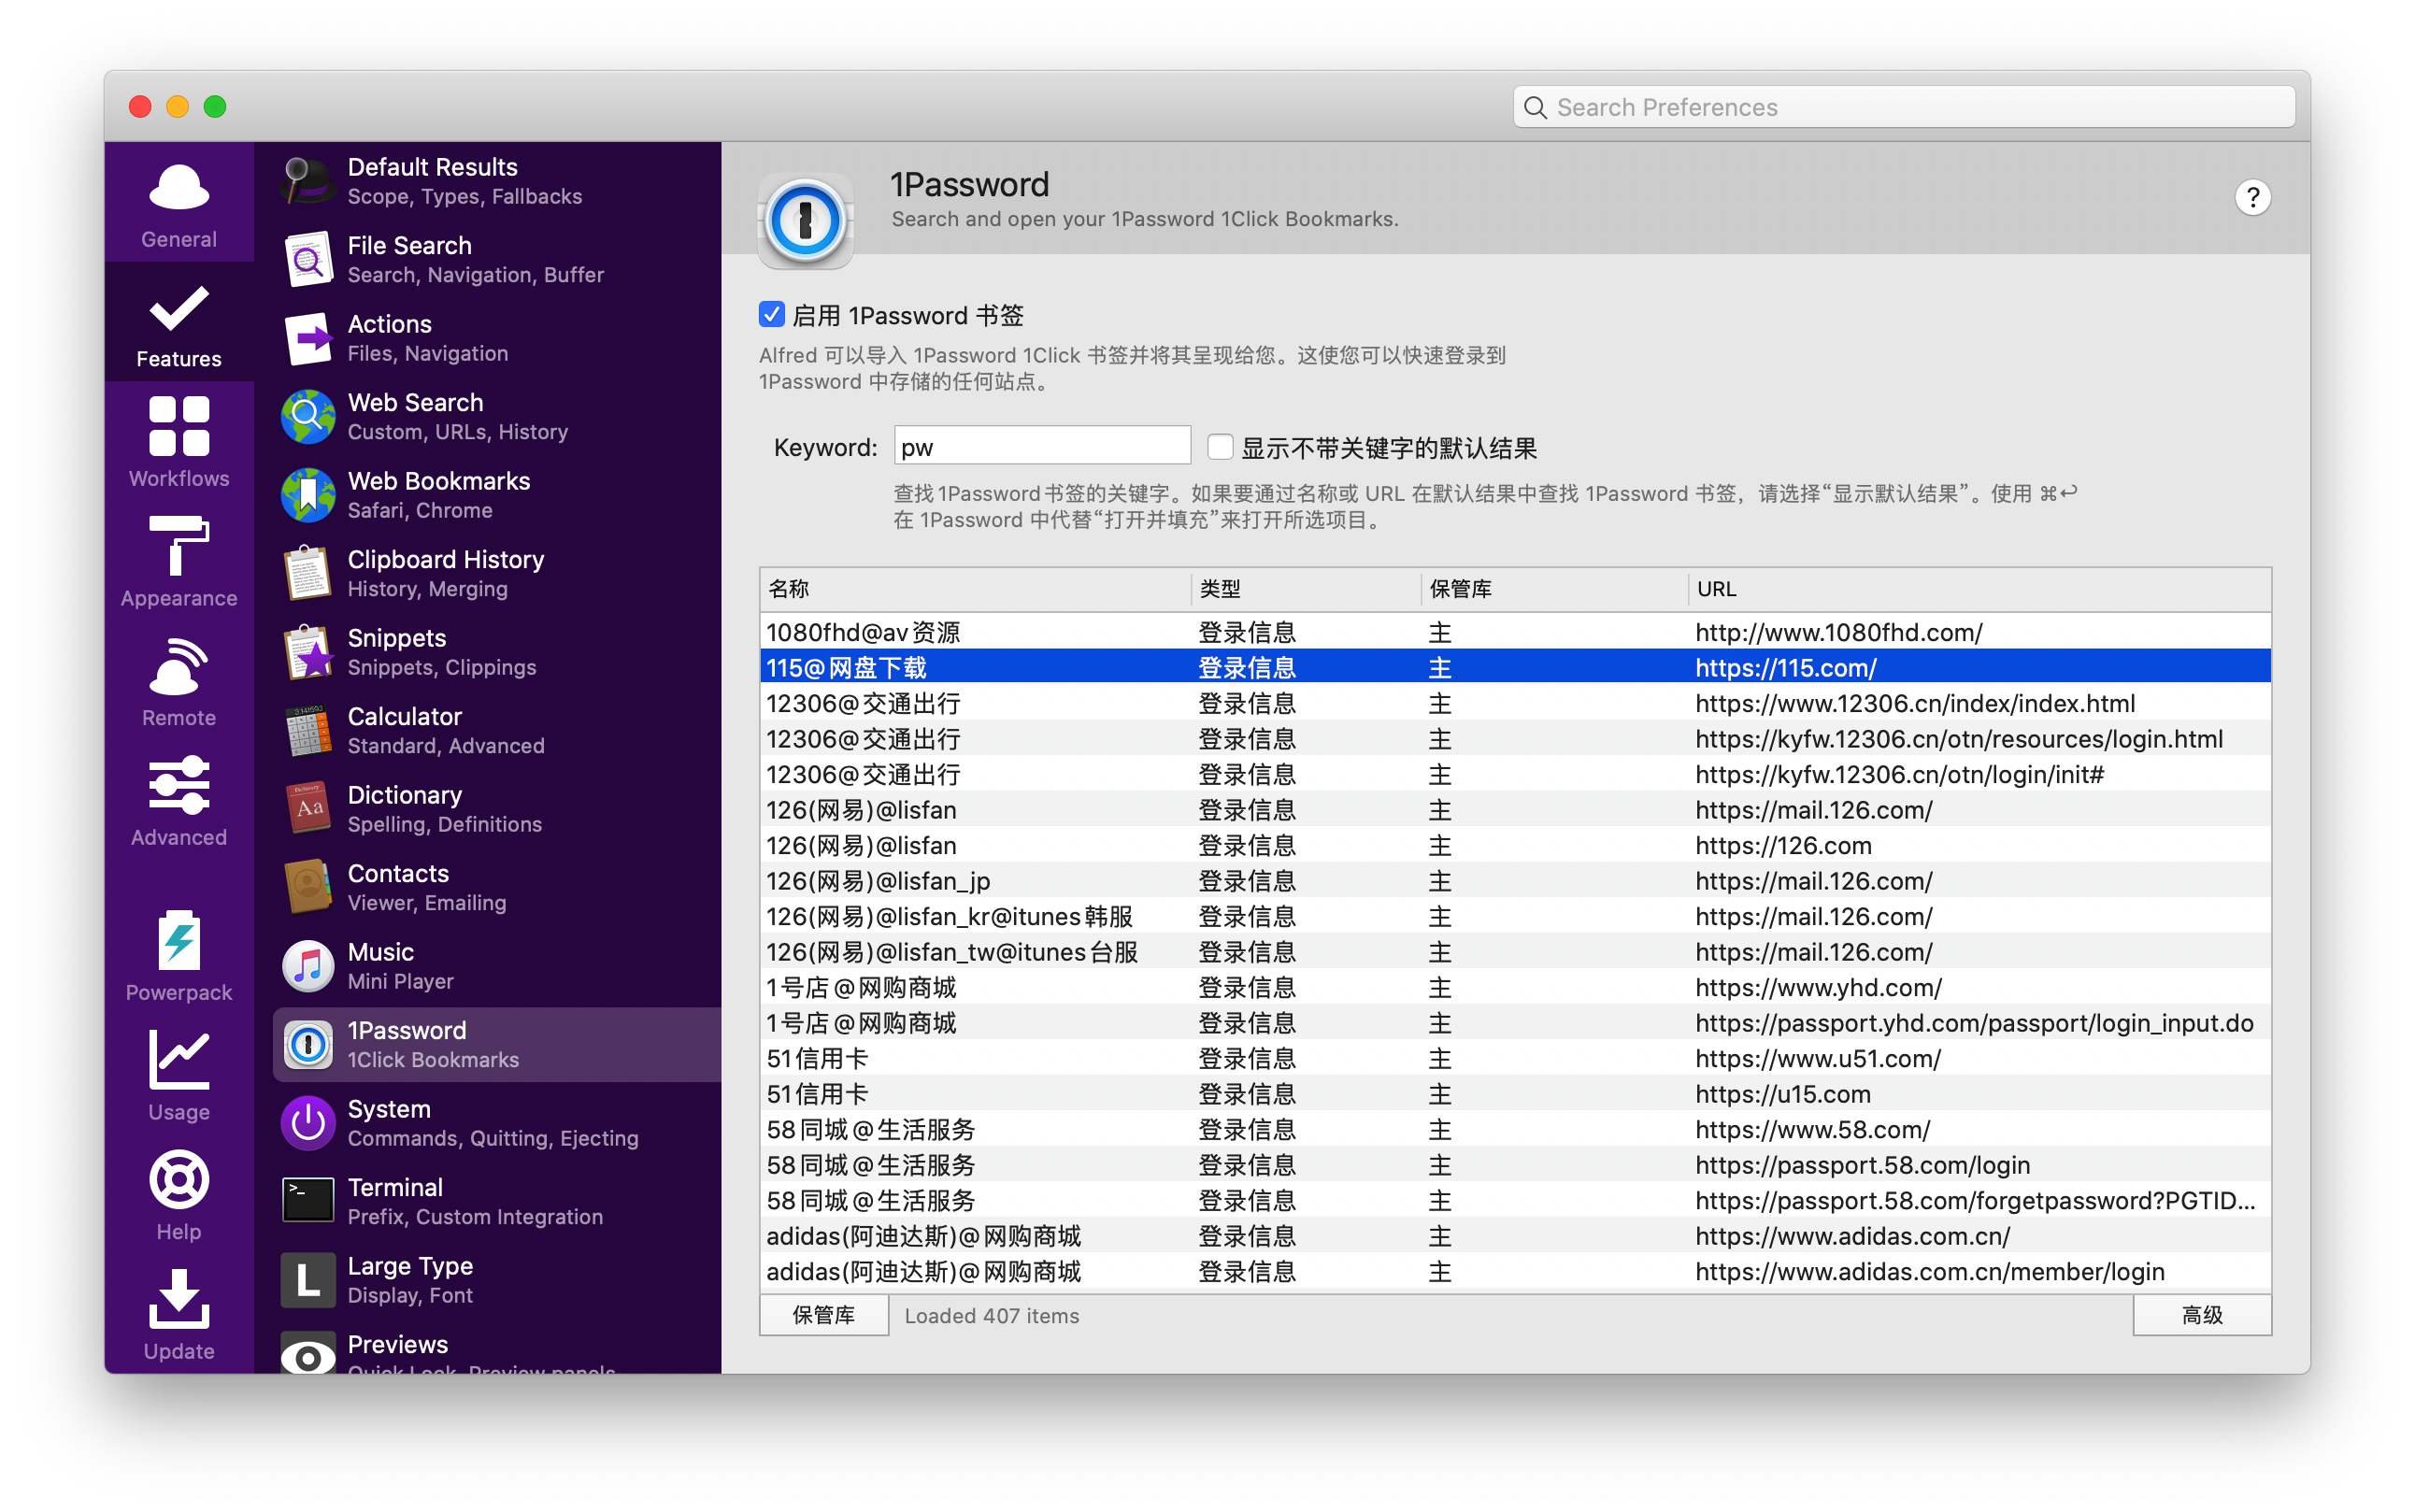 Search Preferences
General
Features
Workflows
Appearance
Remote
Advanced
Powerpack
Usage
Help
Update
Default Results
Scope, Types, Fallbacks
File Search
Search, Navigation, Buffer
Actions
Files, Navigation
Web Search
Custom, URLs, History
Web Bookmarks
Safari, Chrome
Clipboard History
History, Merging
Snippets
Snippets, Clippings
Calculator
Standard, Advanced
Dictionary
Spelling, Definitions
Contacts
Viewer, Emailing
Music
Mini Player
1Password
1Click Bookmarks
System
Commands, Quitting, Ejecting
Terminal
Prefix, Custom Integration
Large Type
Display, Font
Previews
Quick Look, Preview panels
1Password
Search and open your 1Password 1Click Bookmarks.
?
启用 1Password 书签
Alfred 可以导入 1Password 1Click 书签并将其呈现给您。这使您可以快速登录到
1Password 中存储的任何站点。
Keyword: pw 显示不带关键字的默认结果
查找1Password书签的关键字。如果要通过名称或 URL 在默认结果中查找 1Password 书签，请选择“显示默认结果”。使用 ⌘↩
在 1Password 中代替“打开并填充”来打开所选项目。
名称 类型 保管库 URL
1080fhd@av资源 登录信息 主 http://www.1080fhd.com/
115@网盘下载 登录信息 主 https://115.com/
12306@交通出行 登录信息 主 https://www.12306.cn/index/index.html
12306@交通出行 登录信息 主 https://kyfw.12306.cn/otn/resources/login.html
12306@交通出行 登录信息 主 https://kyfw.12306.cn/otn/login/init#
126(网易)@lisfan 登录信息 主 https://mail.126.com/
126(网易)@lisfan 登录信息 主 https://126.com
126(网易)@lisfan_jp 登录信息 主 https://mail.126.com/
126(网易)@lisfan_kr@itunes韩服 登录信息 主 https://mail.126.com/
126(网易)@lisfan_tw@itunes台服 登录信息 主 https://mail.126.com/
1号店@网购商城 登录信息 主 https://www.yhd.com/
1号店@网购商城 登录信息 主 https://passport.yhd.com/passport/login_input.do
51信用卡 登录信息 主 https://www.u51.com/
51信用卡 登录信息 主 https://u15.com
58同城@生活服务 登录信息 主 https://www.58.com/
58同城@生活服务 登录信息 主 https://passport.58.com/login
58同城@生活服务 登录信息 主 https://passport.58.com/forgetpassword?PGTID...
adidas(阿迪达斯)@网购商城 登录信息 主 https://www.adidas.com.cn/
adidas(阿迪达斯)@网购商城 登录信息 主 https://www.adidas.com.cn/member/login
保管库 Loaded 407 items 高级